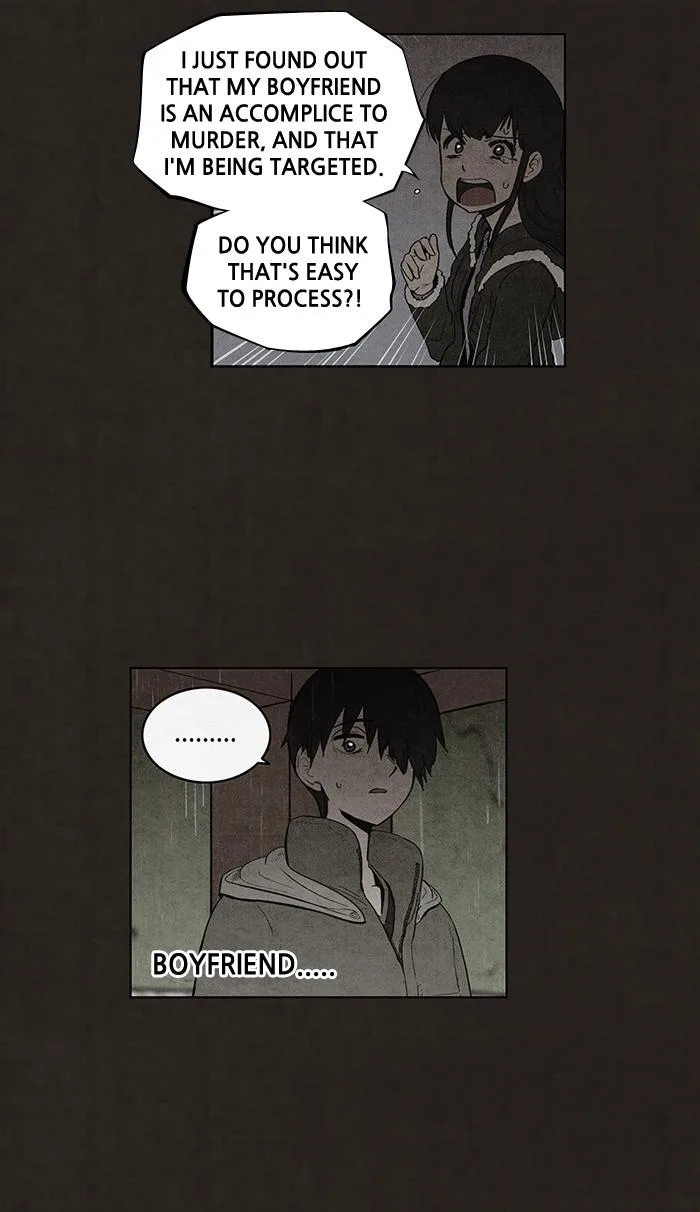 I JUST FOUND OUT
THAT MY BOYFRIEND
IS AN ACCOMPLICE TO
MURDER, AND THAT
I'M BEING TARGETED.
DO YOU THINK
THAT'S EASY
TO PROCESS?!
.........
BOYFRIEND.....